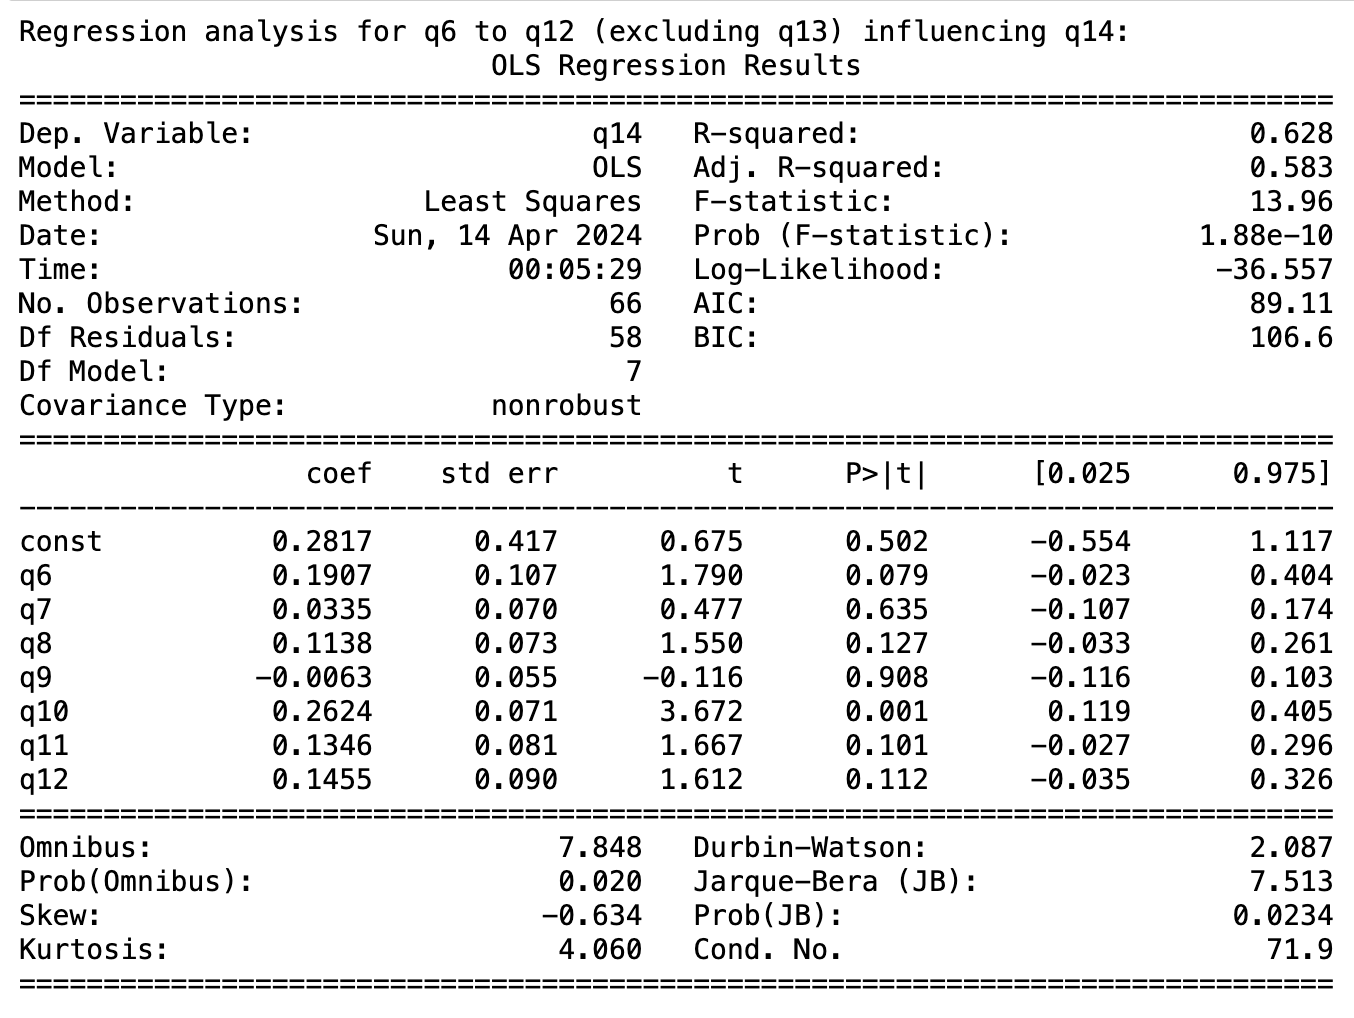 Regression analysis for q6 to q12 (excluding q13) influencing q14:
                            OLS Regression Results
==============================================================================
Dep. Variable:                    q14   R-squared:                       0.628
Model:                            OLS   Adj. R-squared:                  0.583
Method:                 Least Squares   F-statistic:                     13.96
Date:                Sun, 14 Apr 2024   Prob (F-statistic):           1.88e-10
Time:                        00:05:29   Log-Likelihood:                -36.557
No. Observations:                  66   AIC:                             89.11
Df Residuals:                      58   BIC:                             106.6
Df Model:                           7
Covariance Type:            nonrobust
==============================================================================
                 coef    std err          t      P>|t|      [0.025      0.975]
------------------------------------------------------------------------------
const          0.2817      0.417      0.675      0.502      -0.554       1.117
q6             0.1907      0.107      1.790      0.079      -0.023       0.404
q7             0.0335      0.070      0.477      0.635      -0.107       0.174
q8             0.1138      0.073      1.550      0.127      -0.033       0.261
q9            -0.0063      0.055     -0.116      0.908      -0.116       0.103
q10            0.2624      0.071      3.672      0.001       0.119       0.405
q11            0.1346      0.081      1.667      0.101      -0.027       0.296
q12            0.1455      0.090      1.612      0.112      -0.035       0.326
==============================================================================
Omnibus:                        7.848   Durbin-Watson:                   2.087
Prob(Omnibus):                  0.020   Jarque-Bera (JB):                7.513
Skew:                          -0.634   Prob(JB):                       0.0234
Kurtosis:                       4.060   Cond. No.                         71.9
==============================================================================